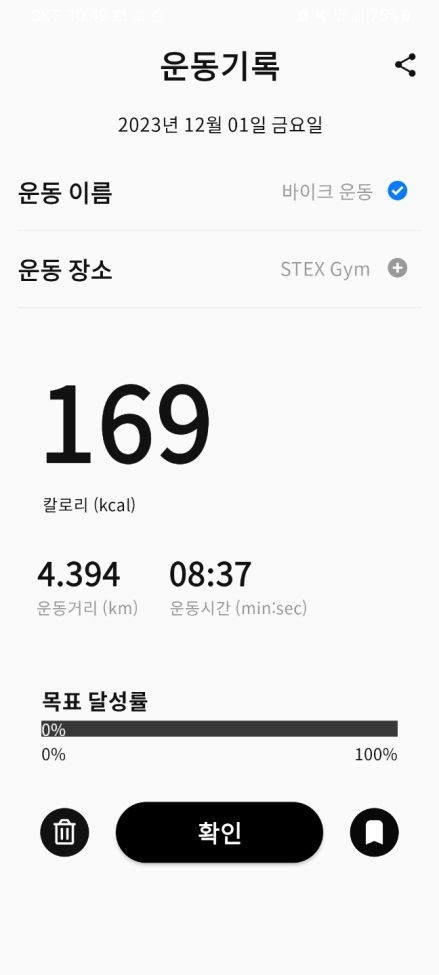 운동기록
2023년 12월 01일 금요일
운동 이름 바이크 운동
운동 장소 STEX Gym
169
칼로리 (kcal)
4.394 08:37
운동거리 (km) 운동시간 (min:sec)
목표 달성률
0%
0% 100%
확인